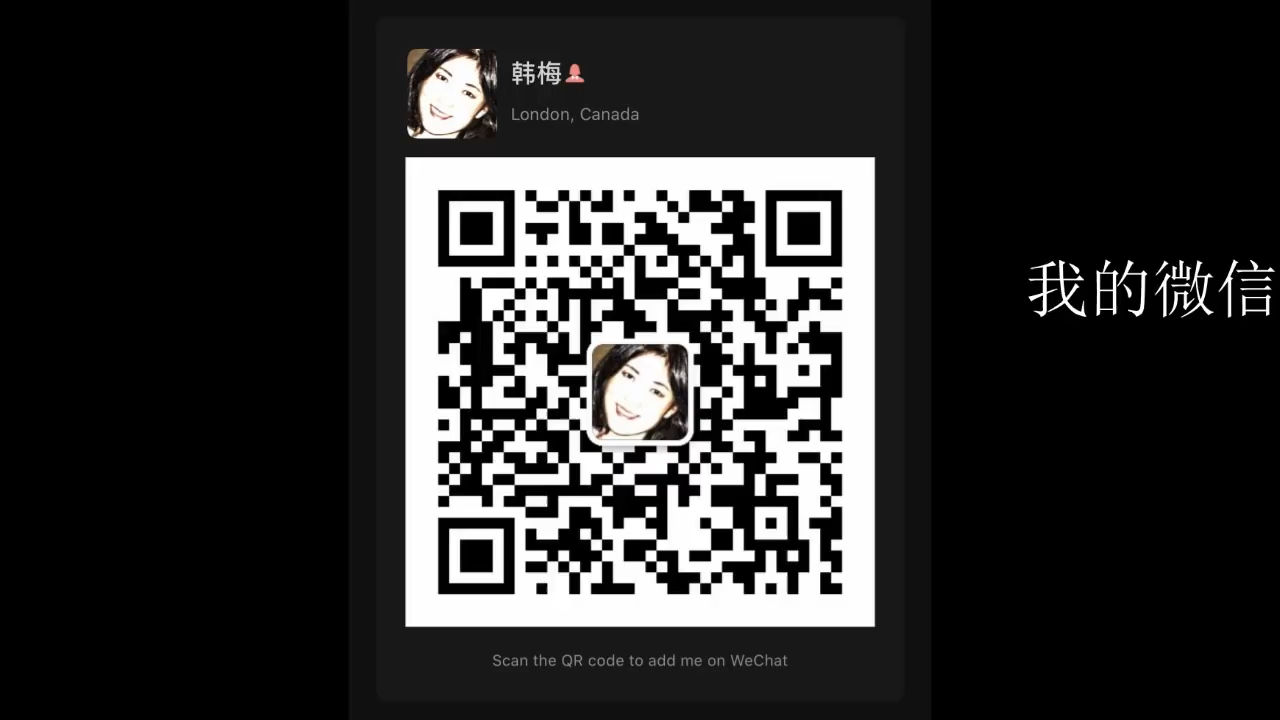 韩梅
London, Canada
我的微信
Scan the QR code to add me on WeChat